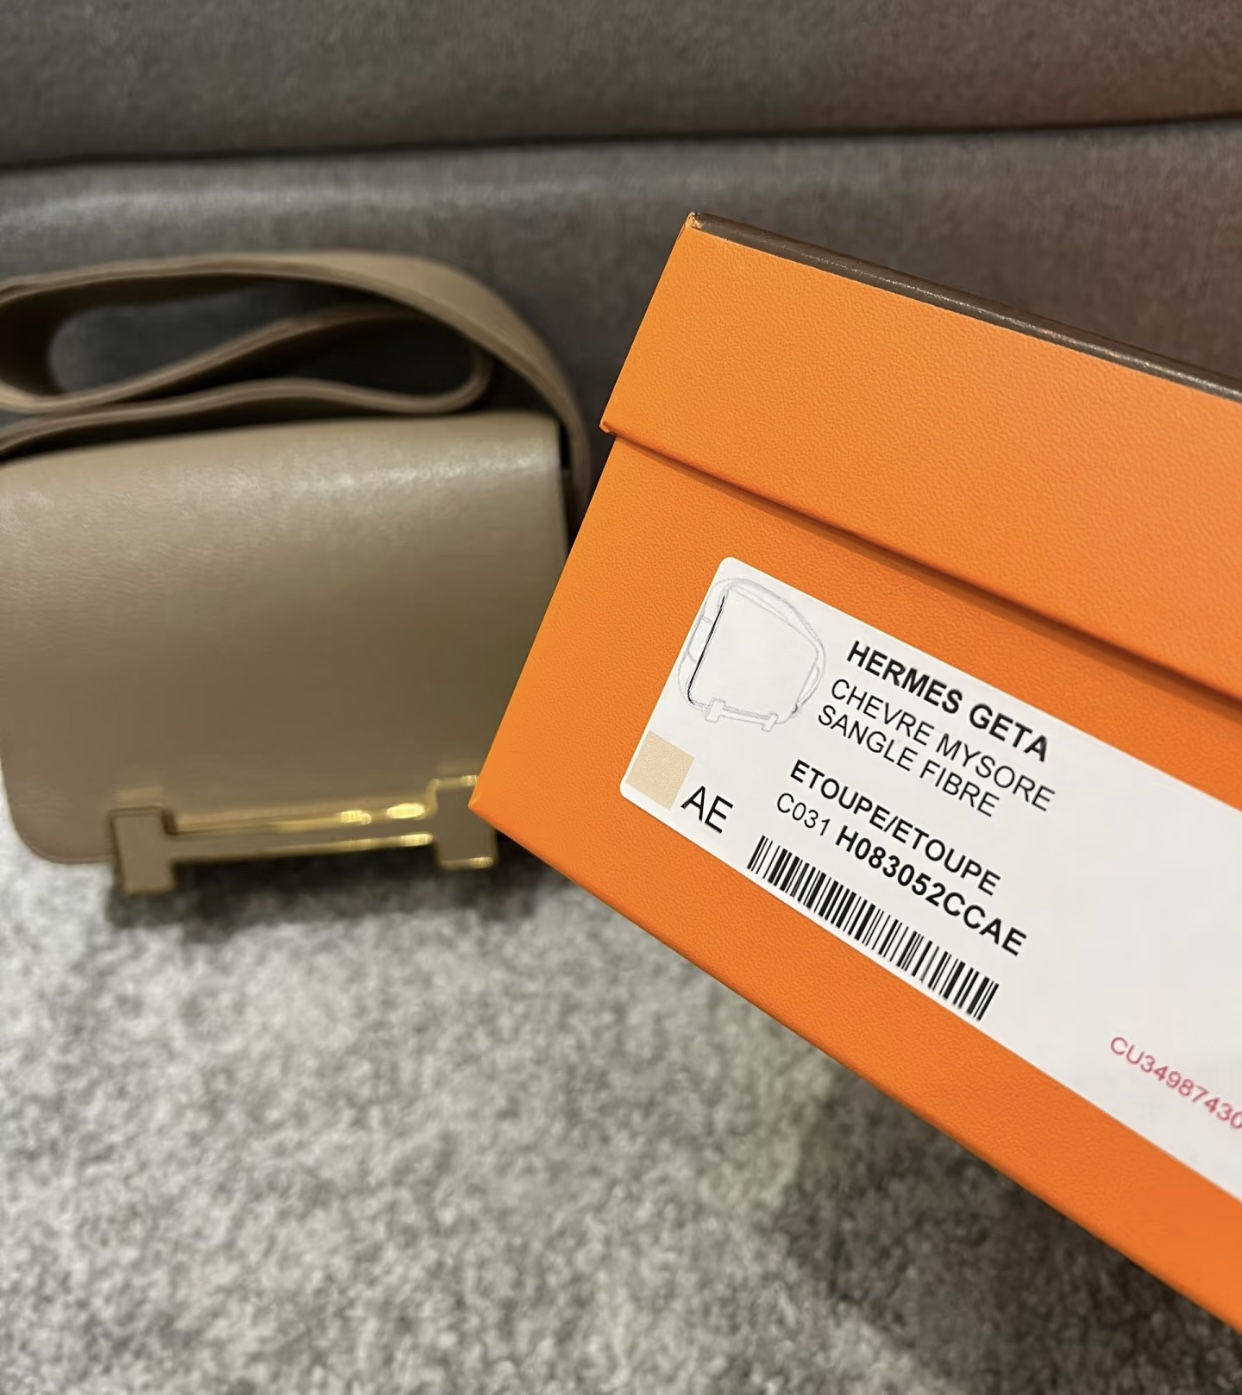 HERMES GETA
CHEVRE MYSORE
SANGLE FIBRE
ETOUPE/ETOUPE
C031 H083052CCAE
AE
CU34987430